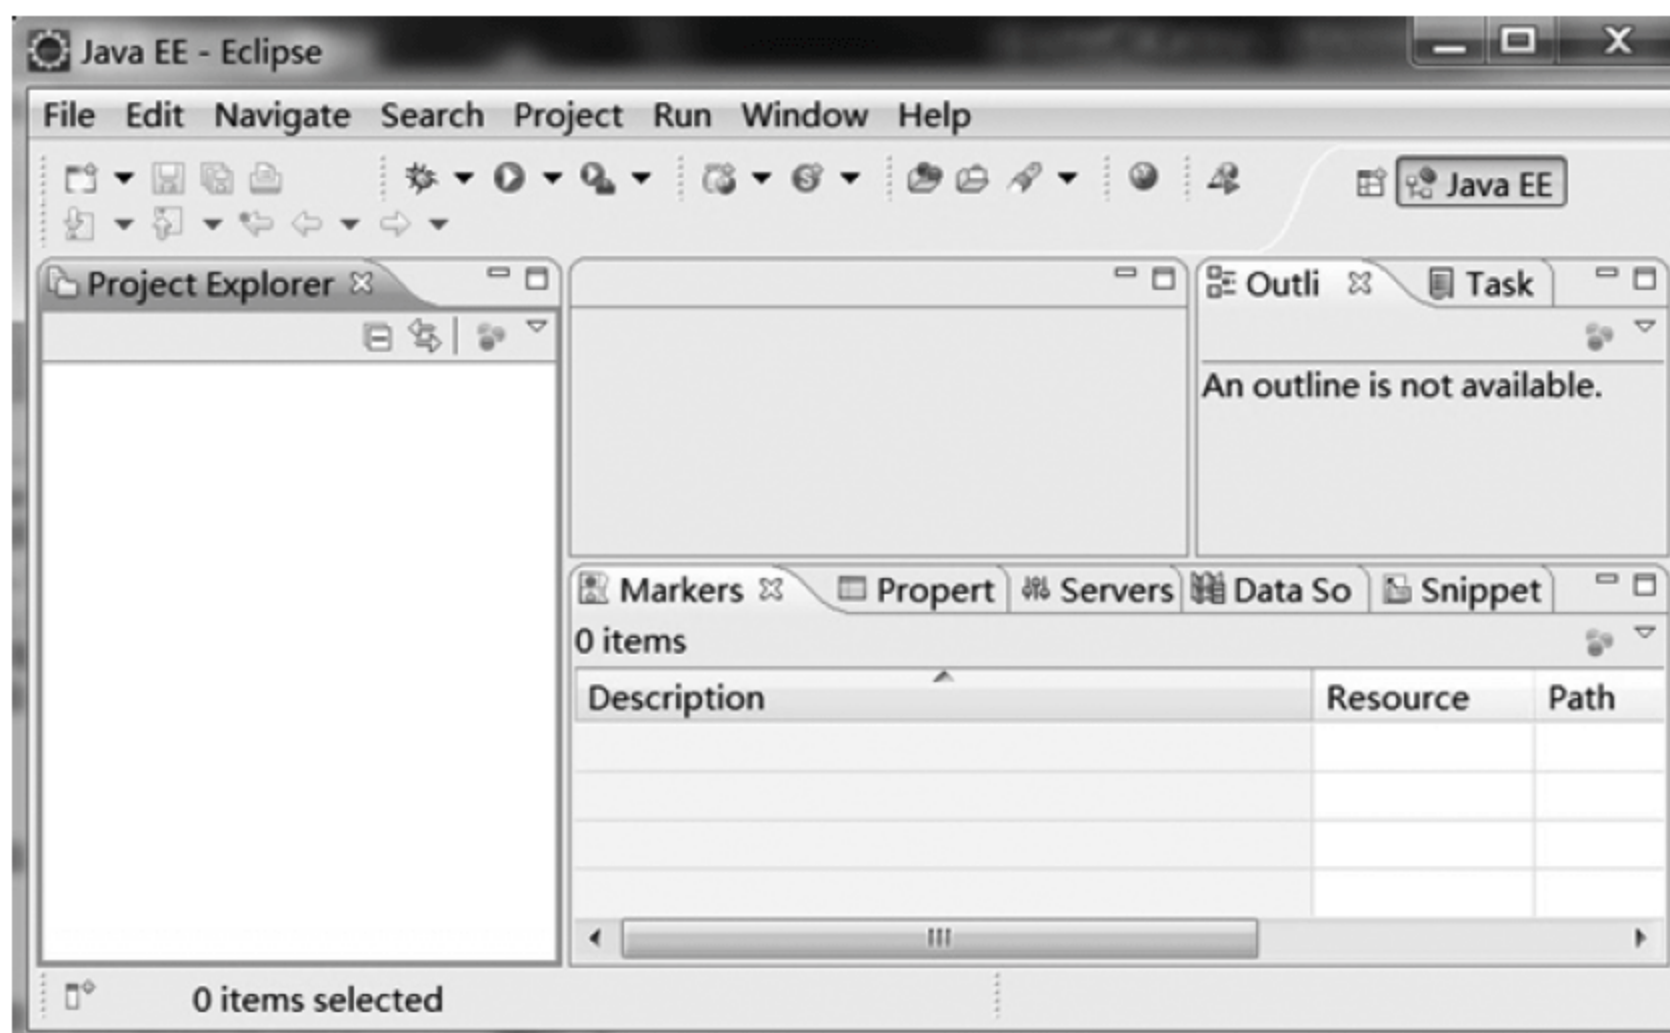 Java EE - Eclipse
File Edit Navigate Search Project Run Window Help
Java EE
Project Explorer
Outli Task
An outline is not available.
Markers Propert Servers Data So Snippet
0 items
Description Resource Path
0 items selected